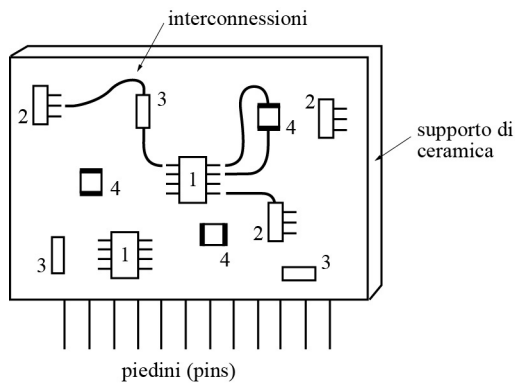 interconnessioni
3
2
2
4
supporto di
ceramica
1
4
2
1
4
3
3
piedini (pins)